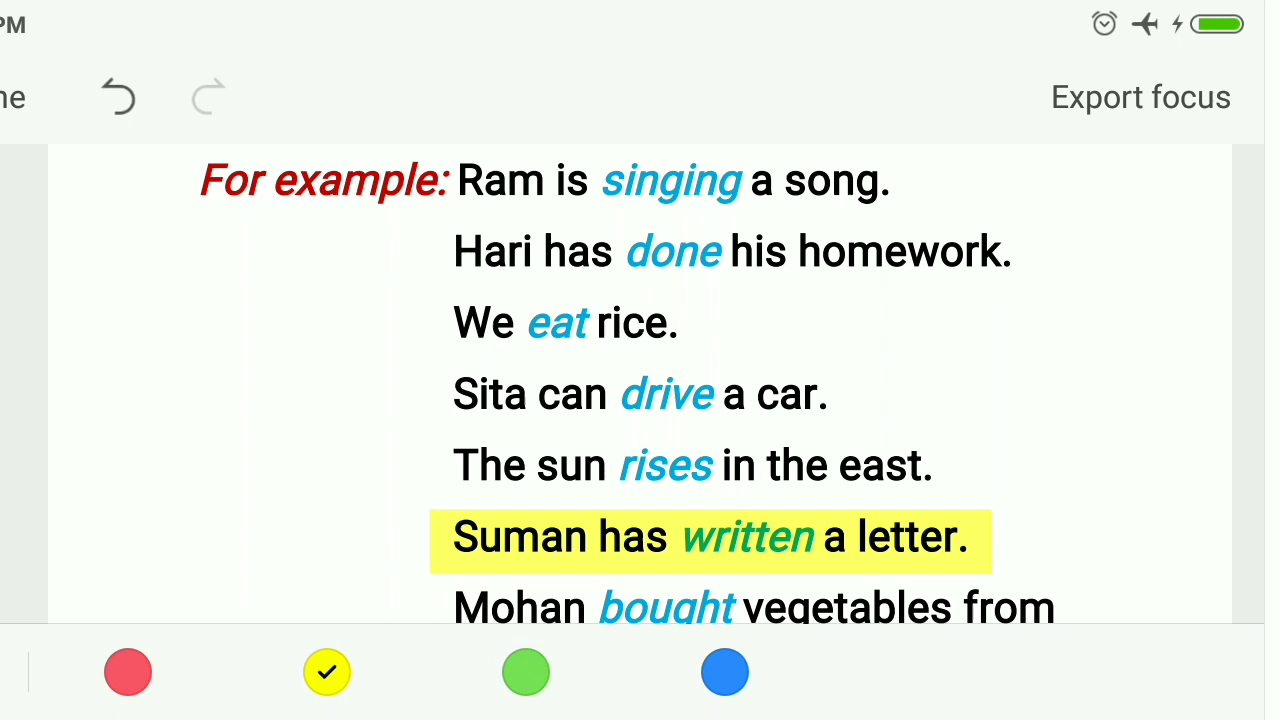 PM
ne
Export focus
For example: Ram is singing a song.
Hari has done his homework.
We eat rice.
Sita can drive a car.
The sun rises in the east.
Suman has written a letter.
Mohan bought vegetables from